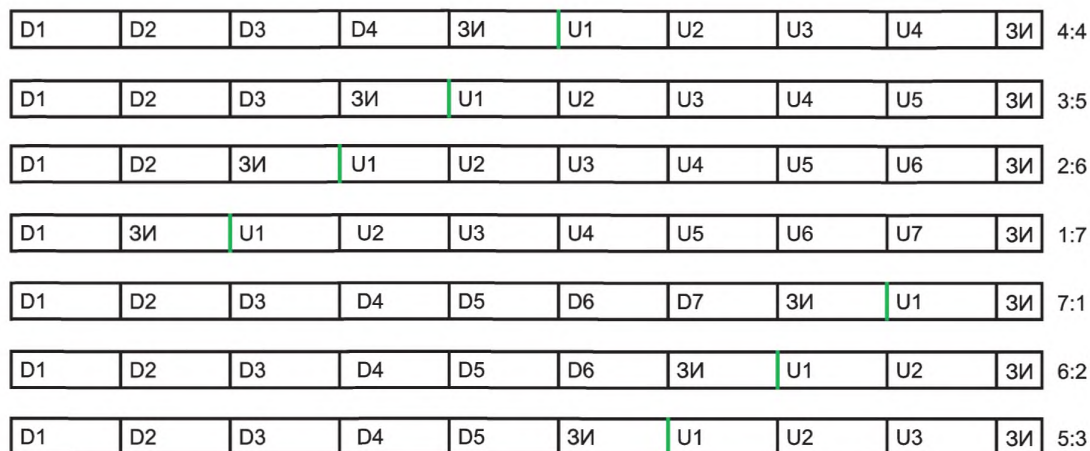 D1 D2 D3 D4 ЗИ U1 U2 U3 U4 ЗИ 4:4
D1 D2 D3 ЗИ U1 U2 U3 U4 U5 ЗИ 3:5
D1 D2 ЗИ U1 U2 U3 U4 U5 U6 ЗИ 2:6
D1 ЗИ U1 U2 U3 U4 U5 U6 U7 ЗИ 1:7
D1 D2 D3 D4 D5 D6 D7 ЗИ U1 ЗИ 7:1
D1 D2 D3 D4 D5 D6 ЗИ U1 U2 ЗИ 6:2
D1 D2 D3 D4 D5 ЗИ U1 U2 U3 ЗИ 5:3